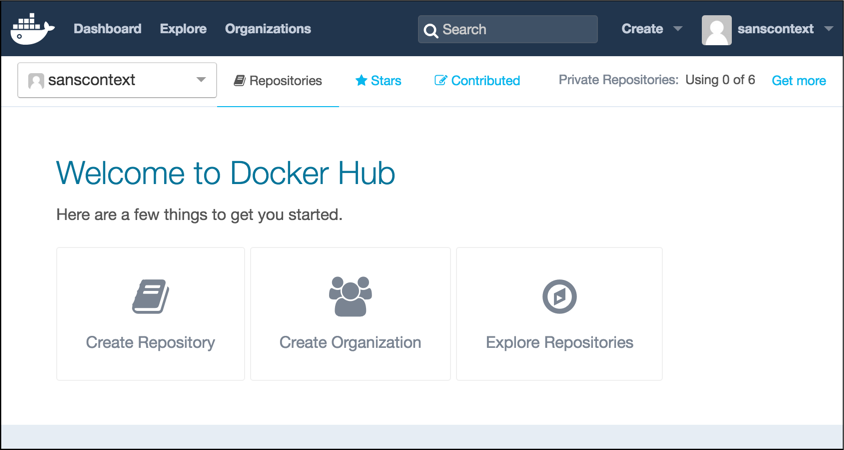 Dashboard Explore Organizations Search Create sanscontext
sanscontext Repositories Stars Contributed Private Repositories: Using 0 of 6 Get more
Welcome to Docker Hub
Here are a few things to get you started.
Create Repository Create Organization Explore Repositories